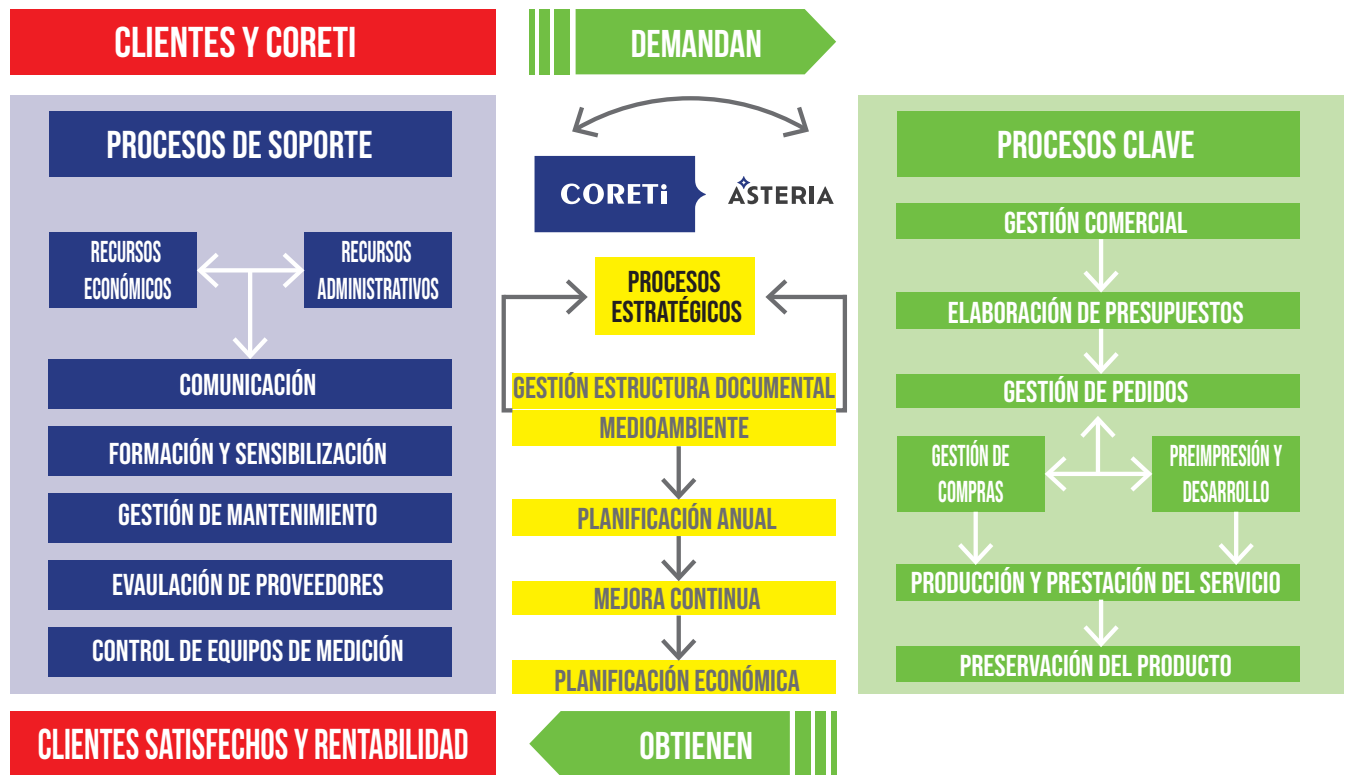 CLIENTES Y CORETI
DEMANDAN
PROCESOS DE SOPORTE
RECURSOS
ECONÓMICOS
RECURSOS
ADMINISTRATIVOS
COMUNICACIÓN
FORMACIÓN Y SENSIBILIZACIÓN
GESTIÓN DE MANTENIMIENTO
EVAULACIÓN DE PROVEEDORES
CONTROL DE EQUIPOS DE MEDICIÓN
CORETi
ASTERIA
PROCESOS
ESTRATÉGICOS
GESTIÓN ESTRUCTURA DOCUMENTAL
MEDIOAMBIENTE
PLANIFICACIÓN ANUAL
MEJORA CONTINUA
PLANIFICACIÓN ECONÓMICA
PROCESOS CLAVE
GESTIÓN COMERCIAL
ELABORACIÓN DE PRESUPUESTOS
GESTIÓN DE PEDIDOS
GESTIÓN DE
COMPRAS
PREIMPRESIÓN Y
DESARROLLO
PRODUCCIÓN Y PRESTACIÓN DEL SERVICIO
PRESERVACIÓN DEL PRODUCTO
CLIENTES SATISFECHOS Y RENTABILIDAD
OBTIENEN